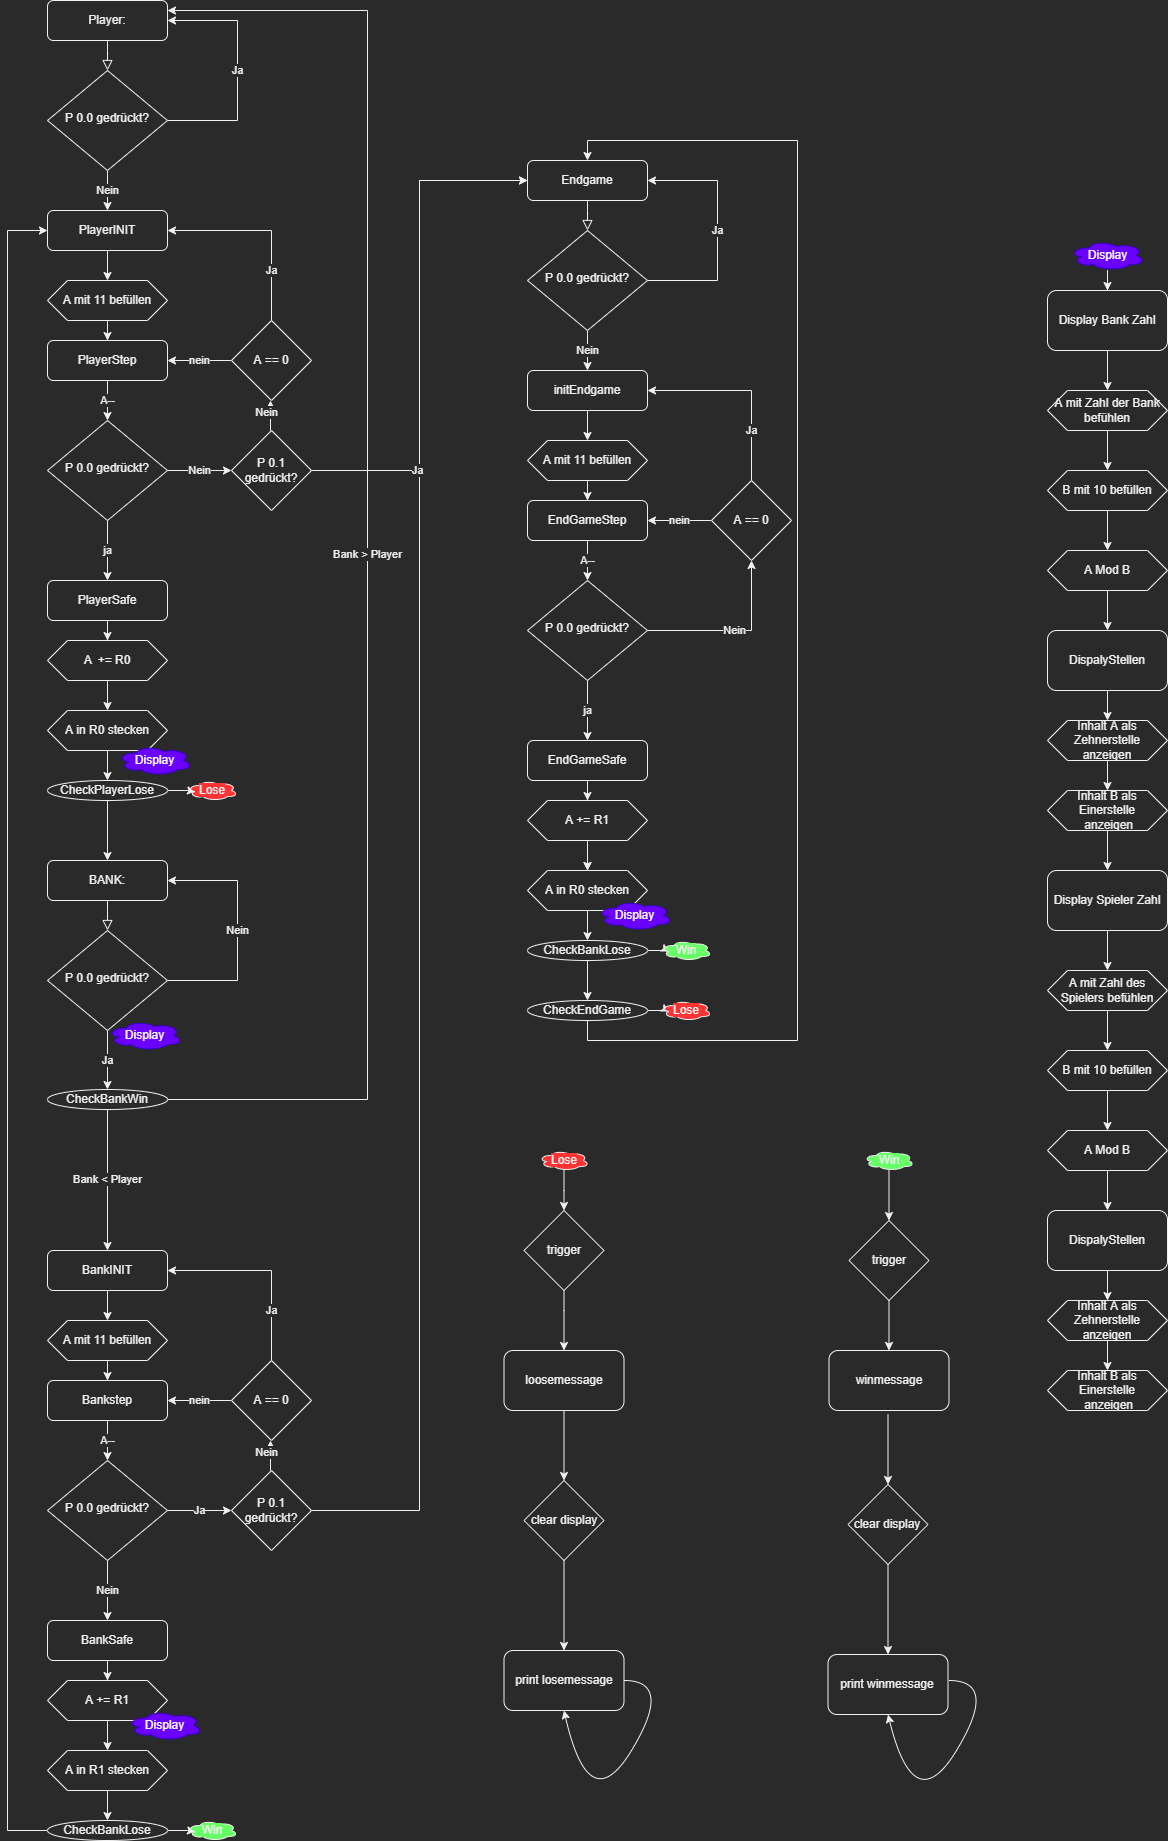 Player:
Ja
P 0.0 gedrückt?
Nein
PlayerINIT
Ja
A mit 11 befüllen
PlayerStep
nein
A == 0
A--
Nein
P 0.0 gedrückt?
Nein
P 0.1
gedrückt?
Ja
ja
Bank > Player
PlayerSafe
A += R0
A in R0 stecken
Display
CheckPlayerLose
Lose
BANK:
Nein
P 0.0 gedrückt?
Display
Ja
CheckBankWin
Bank < Player
BankINIT
Ja
A mit 11 befüllen
Bankstep
nein
A == 0
A--
Nein
P 0.0 gedrückt?
Ja
P 0.1
gedrückt?
Nein
BankSafe
A += R1
Display
A in R1 stecken
CheckBankLose
Win
Endgame
Ja
P 0.0 gedrückt?
Nein
initEndgame
Ja
A mit 11 befüllen
EndGameStep
nein
A == 0
A--
P 0.0 gedrückt?
Nein
ja
EndGameSafe
A += R1
A in R0 stecken
Display
CheckBankLose
Win
CheckEndGame
Lose
Lose
trigger
loosemessage
clear display
print losemessage
Win
trigger
winmessage
clear display
print winmessage
Display
Display Bank Zahl
A mit Zahl der Bank
befühlen
B mit 10 befüllen
A Mod B
DispalyStellen
Inhalt A als
Zehnerstelle
anzeigen
Inhalt B als
Einerstelle
anzeigen
Display Spieler Zahl
A mit Zahl des
Spielers befühlen
B mit 10 befüllen
A Mod B
DispalyStellen
Inhalt A als
Zehnerstelle
anzeigen
Inhalt B als
Einerstelle
anzeigen